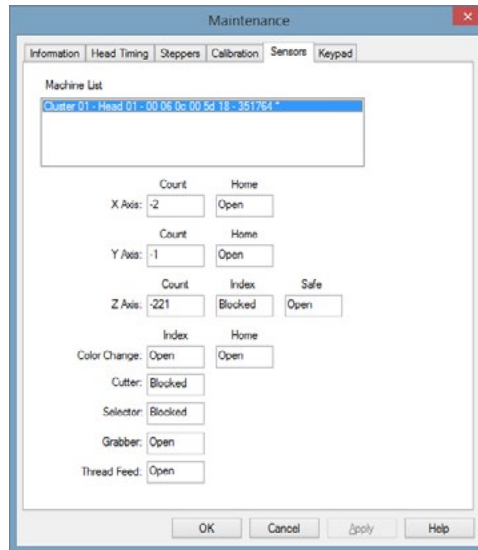 Maintenance
Information Head Timing Steppers Calibration Sensors Keypad
Machine List
Cluster 01 - Head 01 - 00 06 0c 00 5d 18 - 351764 *
Count Home
X Axis: -2 Open
Count Home
Y Axis: -1 Open
Count Index Safe
Z Axis: -221 Blocked Open
Index Home
Color Change: Open Open
Cutter: Blocked
Selector: Blocked
Grabber: Open
Thread Feed: Open
OK Cancel Apply Help